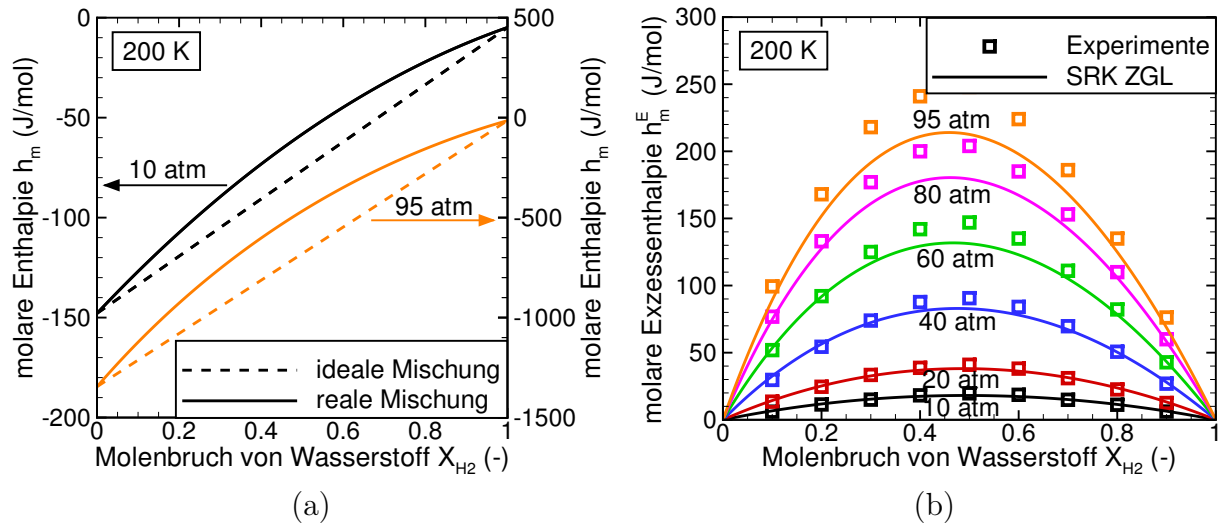 200 K
10 atm
95 atm
ideale Mischung
reale Mischung
0
-50
-100
-150
-200
molare Enthalpie h_m (J/mol)
500
0
-500
-1000
-1500
molare Enthalpie h_m (J/mol)
0 0.2 0.4 0.6 0.8 1
Molenbruch von Wasserstoff X_H2 (-)
(a)
200 K
Experimente
SRK ZGL
95 atm
80 atm
60 atm
40 atm
20 atm
10 atm
300
250
200
150
100
50
0
molare Exzessenthalpie h_m^E (J/mol)
0 0.2 0.4 0.6 0.8 1
Molenbruch von Wasserstoff X_H2 (-)
(b)